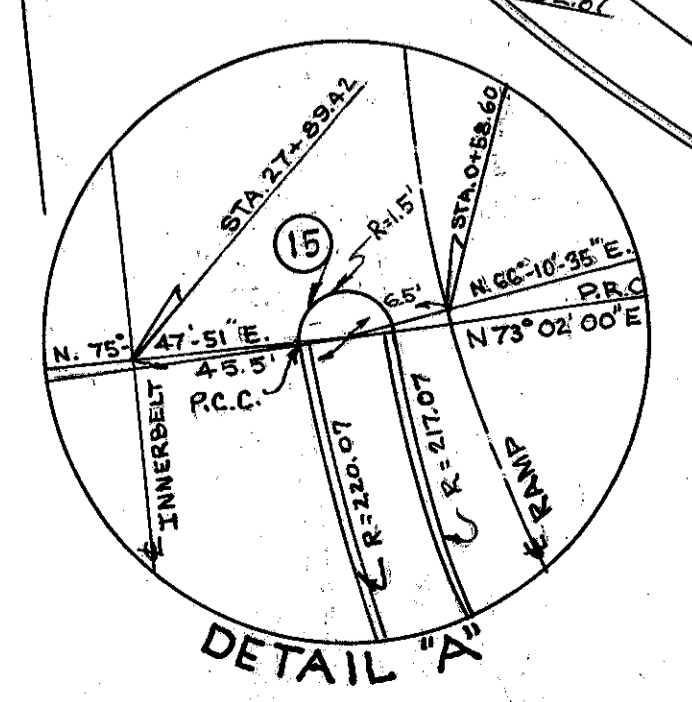 STA. 27+89.42
STA. 0+58.60
15
R=1.5'
6.5'
N. 66°-10'-35" E.
P.R.C.
N 73° 02' 00" E
N. 75°-47'-51" E.
45.5'
P.C.C.
℄ INNERBELT
R=220.07
R=217.07
℄ RAMP
DETAIL "A"